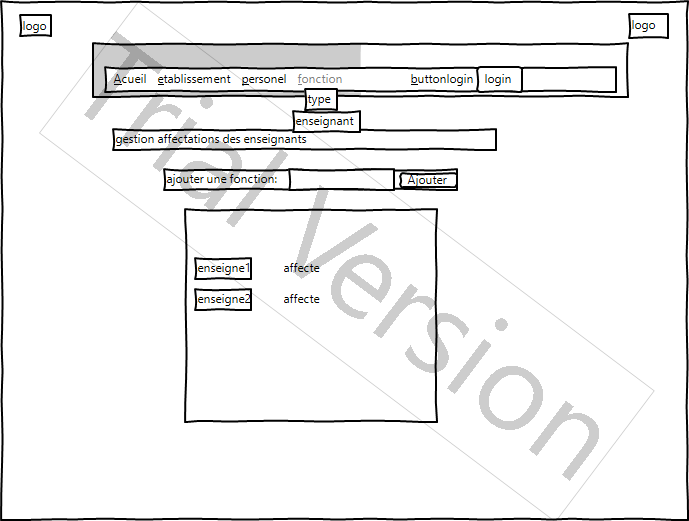 logo
logo
Acueil etablissement personel fonction buttonlogin login
type
enseignant
gestion affectations des enseignants
ajouter une fonction: Ajouter
enseigne1 affecte
enseigne2 affecte
Trial Version